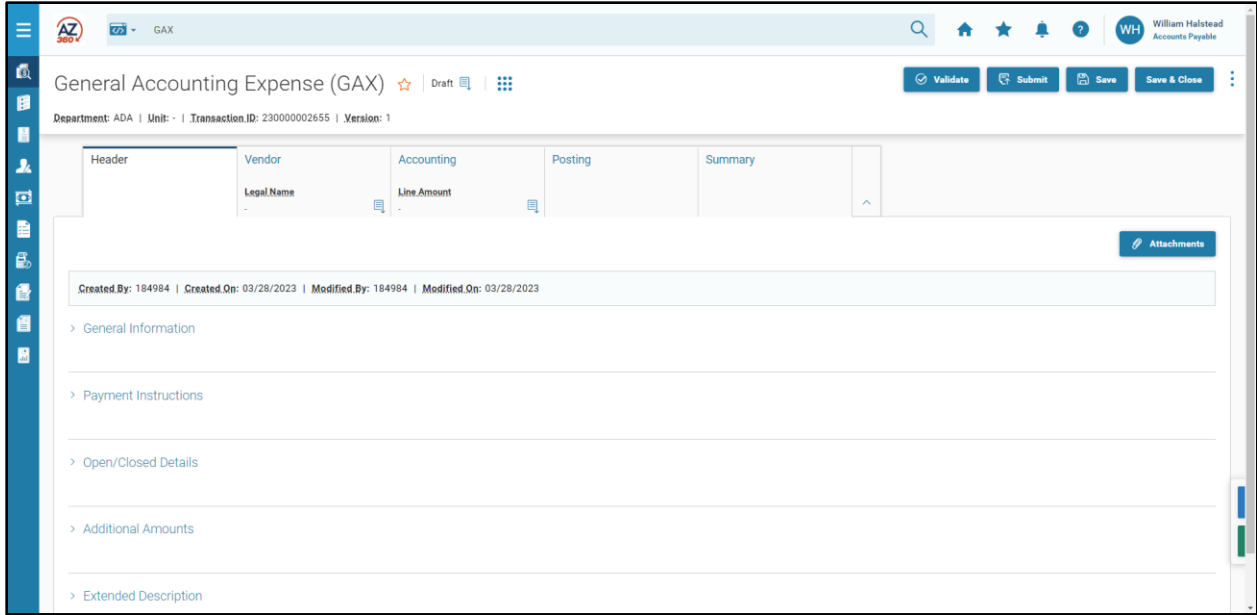 AZ
360
GAX
WH
William Halstead
Accounts Payable
General Accounting Expense (GAX)
Draft
Validate
Submit
Save
Save & Close
Department: ADA | Unit: - | Transaction ID: 230000002655 | Version: 1
Header
Vendor
Accounting
Posting
Summary
Legal Name
Line Amount
-
-
Attachments
Created By: 184984 | Created On: 03/28/2023 | Modified By: 184984 | Modified On: 03/28/2023
General Information
Payment Instructions
Open/Closed Details
Additional Amounts
Extended Description